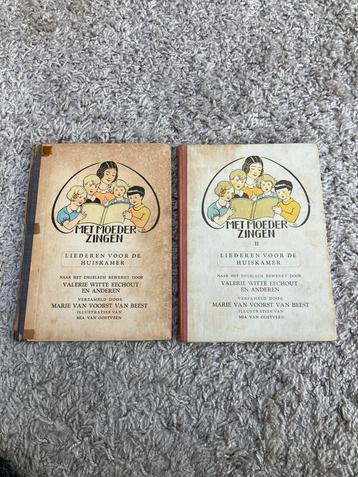 MET MOEDER
ZINGEN
LIEDEREN VOOR DE
HUISKAMER
NAAR HET ENGELSCH BEWERKT DOOR
VALERIE WITTE EECHOUT
EN ANDEREN
VERZAMELD DOOR
MARIE VAN VOORST VAN BEEST
ILLUSTRATIES VAN
MIA VAN OOSTVEEN
MET MOEDER
ZINGEN
II
LIEDEREN VOOR DE
HUISKAMER
NAAR HET ENGELSCH BEWERKT DOOR
VALERIE WITTE EECHOUT
EN ANDEREN
VERZAMELD DOOR
MARIE VAN VOORST VAN BEEST
ILLUSTRATIES VAN
MIA VAN OOSTVEEN